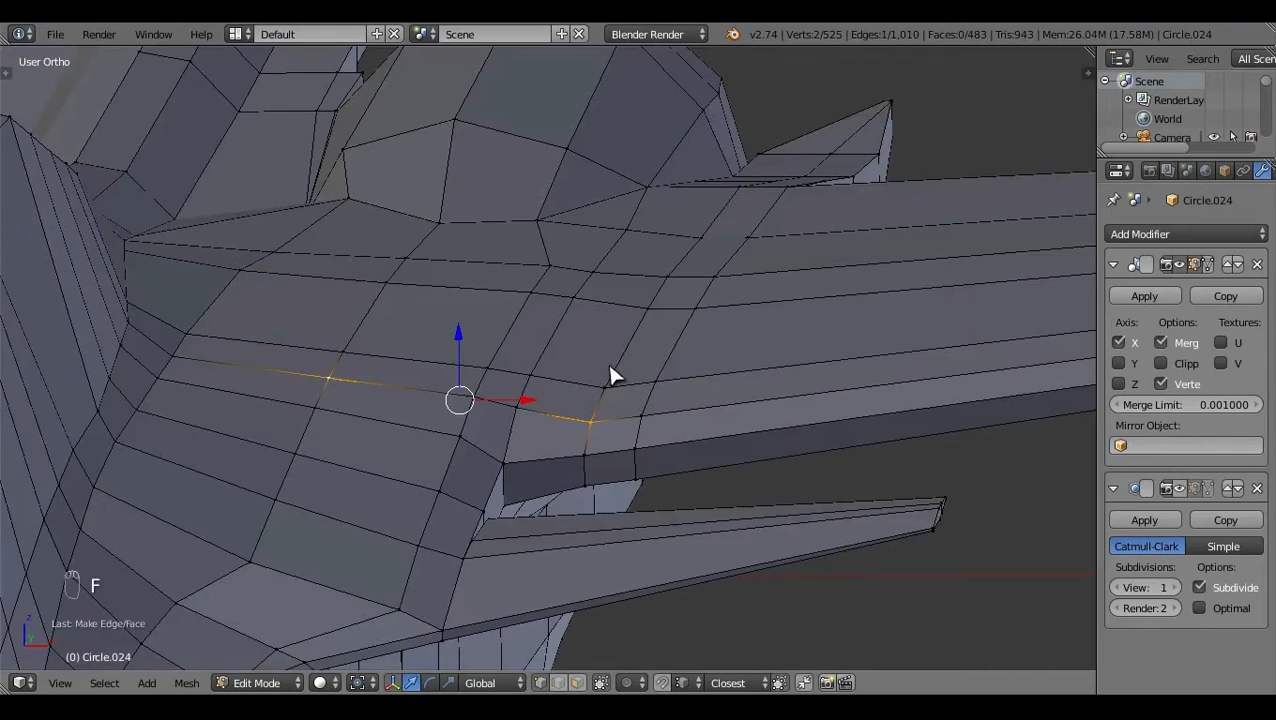 File Render Window Help Default Scene Blender Render v2.74 | Verts:2/525 | Edges:1/1,010 | Faces:0/483 | Tris:943 | Mem:26.04M (17.58M) | Circle.024
User Ortho
View Search All Scen
Scene
RenderLay
World
Camera
Circle.024
Add Modifier
Apply Copy
Axis: Options: Textures:
X Merg U
Y Clipp V
Z Verte
Merge Limit: 0.001000
Mirror Object:
Apply Copy
Catmull-Clark Simple
Subdivisions: Options:
View: 1 Subdivide
Render: 2 Optimal
F
Last: Make Edge/Face
z
y
(0) Circle.024
View Select Add Mesh Edit Mode Global Closest